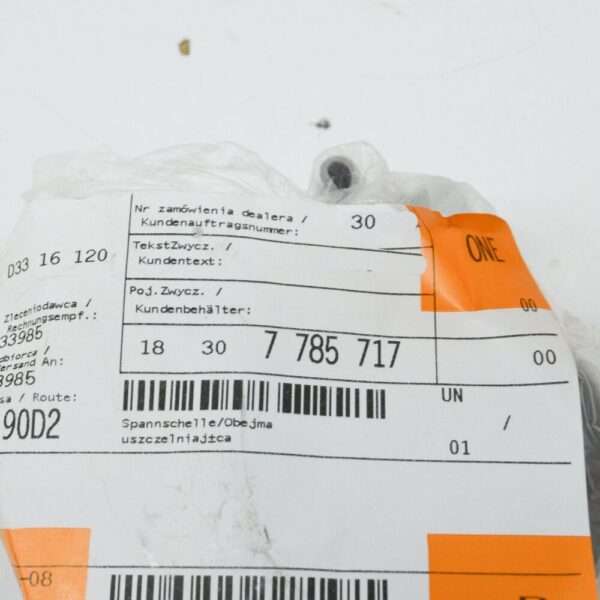 Nr zamówienia dealera /
Kundenauftragsnummer: 30
ONE
D33 16 120
TekstZwycz. /
Kundentext:
Poj.Zwycz. /
Kundenbehälter:
00
Zleceniodawca /
Rechnungsempf.:
33985
18 30 7 785 717 00
dbiorca /
ersand An:
3985
sa / Route:
90D2
UN /
01
Spannschelle/Obejma
uszczelniaj±ca
-08